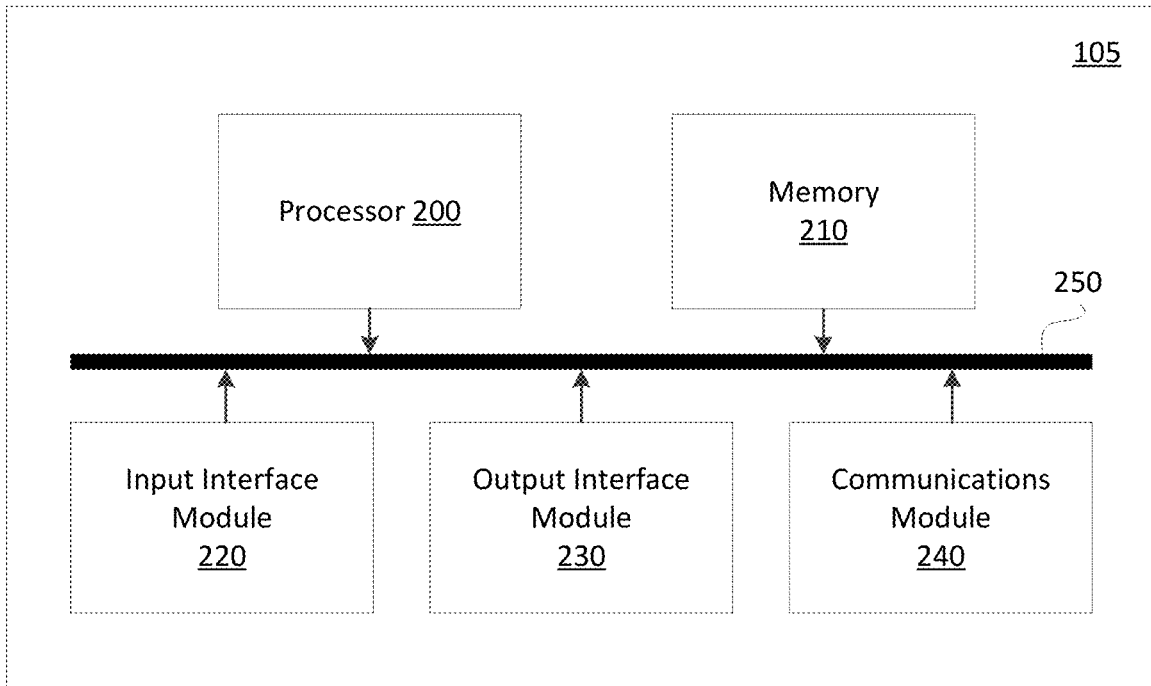 105
Processor 200
Memory
210
250
Input Interface
Module
220
Output Interface
Module
230
Communications
Module
240